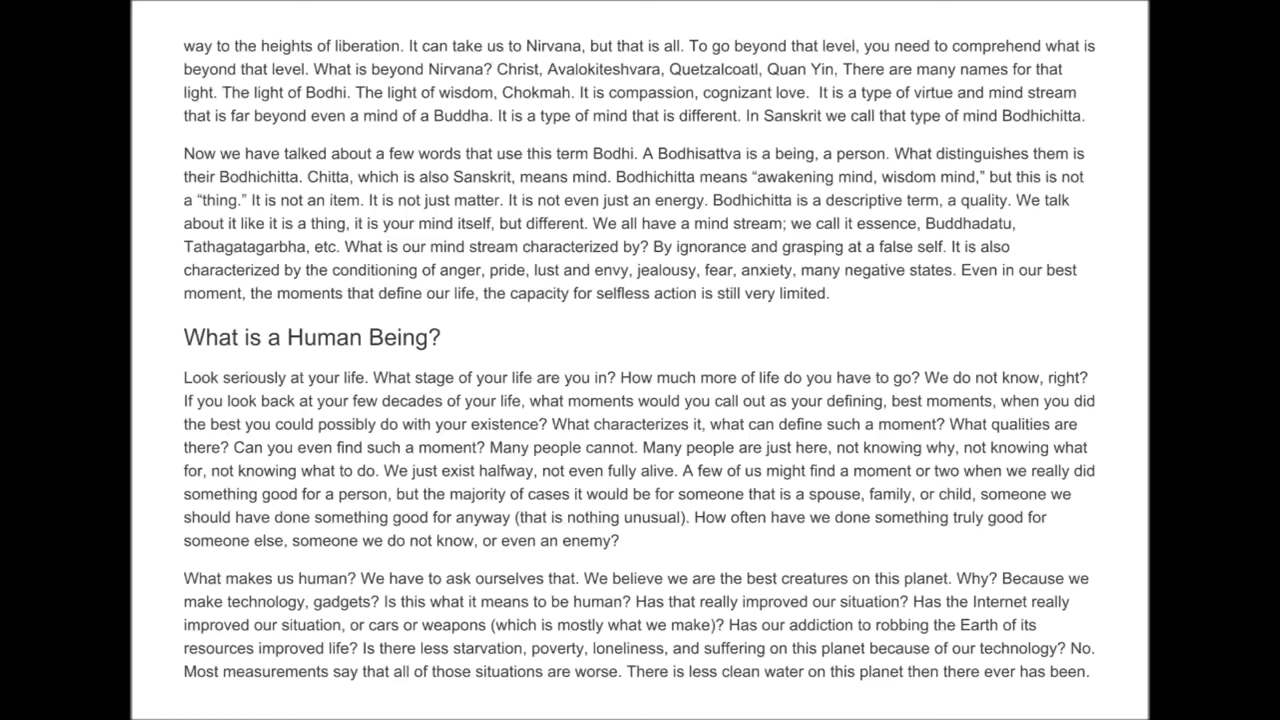 way to the heights of liberation. It can take us to Nirvana, but that is all. To go beyond that level, you need to comprehend what is
beyond that level. What is beyond Nirvana? Christ, Avalokiteshvara, Quetzalcoatl, Quan Yin, There are many names for that
light. The light of Bodhi. The light of wisdom, Chokmah. It is compassion, cognizant love.  It is a type of virtue and mind stream
that is far beyond even a mind of a Buddha. It is a type of mind that is different. In Sanskrit we call that type of mind Bodhichitta.
Now we have talked about a few words that use this term Bodhi. A Bodhisattva is a being, a person. What distinguishes them is
their Bodhichitta. Chitta, which is also Sanskrit, means mind. Bodhichitta means “awakening mind, wisdom mind,” but this is not
a “thing.” It is not an item. It is not just matter. It is not even just an energy. Bodhichitta is a descriptive term, a quality. We talk
about it like it is a thing, it is your mind itself, but different. We all have a mind stream; we call it essence, Buddhadatu,
Tathagatagarbha, etc. What is our mind stream characterized by? By ignorance and grasping at a false self. It is also
characterized by the conditioning of anger, pride, lust and envy, jealousy, fear, anxiety, many negative states. Even in our best
moment, the moments that define our life, the capacity for selfless action is still very limited.
What is a Human Being?
Look seriously at your life. What stage of your life are you in? How much more of life do you have to go? We do not know, right?
If you look back at your few decades of your life, what moments would you call out as your defining, best moments, when you did
the best you could possibly do with your existence? What characterizes it, what can define such a moment? What qualities are
there? Can you even find such a moment? Many people cannot. Many people are just here, not knowing why, not knowing what
for, not knowing what to do. We just exist halfway, not even fully alive. A few of us might find a moment or two when we really did
something good for a person, but the majority of cases it would be for someone that is a spouse, family, or child, someone we
should have done something good for anyway (that is nothing unusual). How often have we done something truly good for
someone else, someone we do not know, or even an enemy?
What makes us human? We have to ask ourselves that. We believe we are the best creatures on this planet. Why? Because we
make technology, gadgets? Is this what it means to be human? Has that really improved our situation? Has the Internet really
improved our situation, or cars or weapons (which is mostly what we make)? Has our addiction to robbing the Earth of its
resources improved life? Is there less starvation, poverty, loneliness, and suffering on this planet because of our technology? No.
Most measurements say that all of those situations are worse. There is less clean water on this planet then there ever has been.